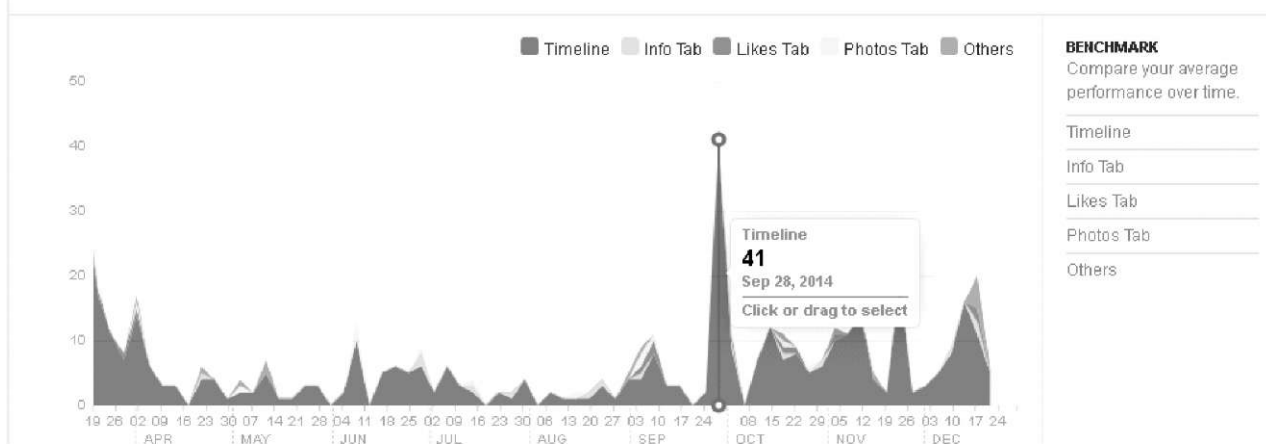 Timeline Info Tab Likes Tab Photos Tab Others
50
40
30
20
10
0
Timeline
41
Sep 28, 2014
Click or drag to select
19 26 02 09 16 23 30 07 14 21 28 04 11 18 25 02 09 16 23 30 06 13 20 27 03 10 17 24 08 15 22 29 05 12 19 26 03 10 17 24
APR MAY JUN JUL AUG SEP OCT NOV DEC
BENCHMARK
Compare your average
performance over time.
Timeline
Info Tab
Likes Tab
Photos Tab
Others